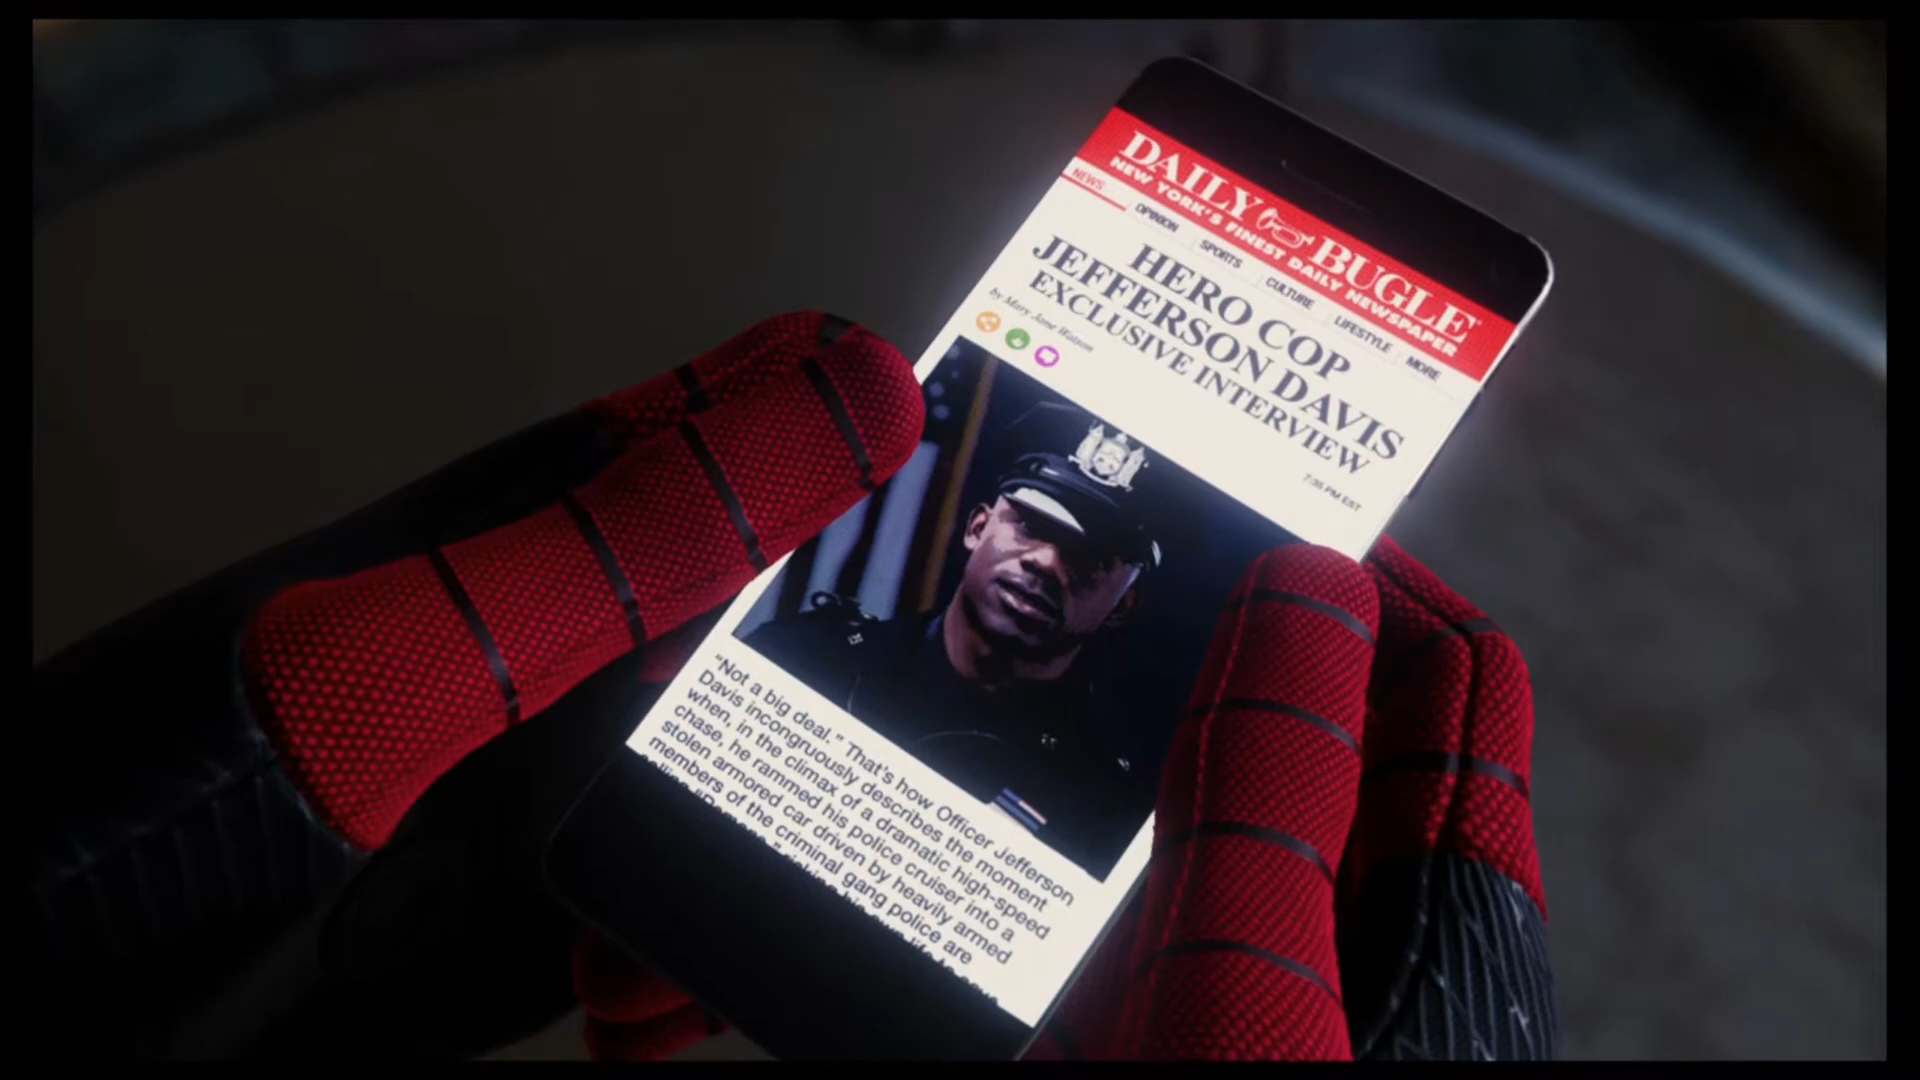 DAILY BUGLE
NEW YORK'S FINEST DAILY NEWSPAPER
NEWS OPINION SPORTS CULTURE LIFESTYLE MORE
HERO COP
JEFFERSON DAVIS
EXCLUSIVE INTERVIEW
by Mary Jane Watson
7:35 PM EST
“Not a big deal.” That's how Officer Jefferson
Davis incongruously describes the moment
when, in the climax of a dramatic high-speed
chase, he rammed his police cruiser into a
stolen armored car driven by heavily armed
members of the criminal gang police are